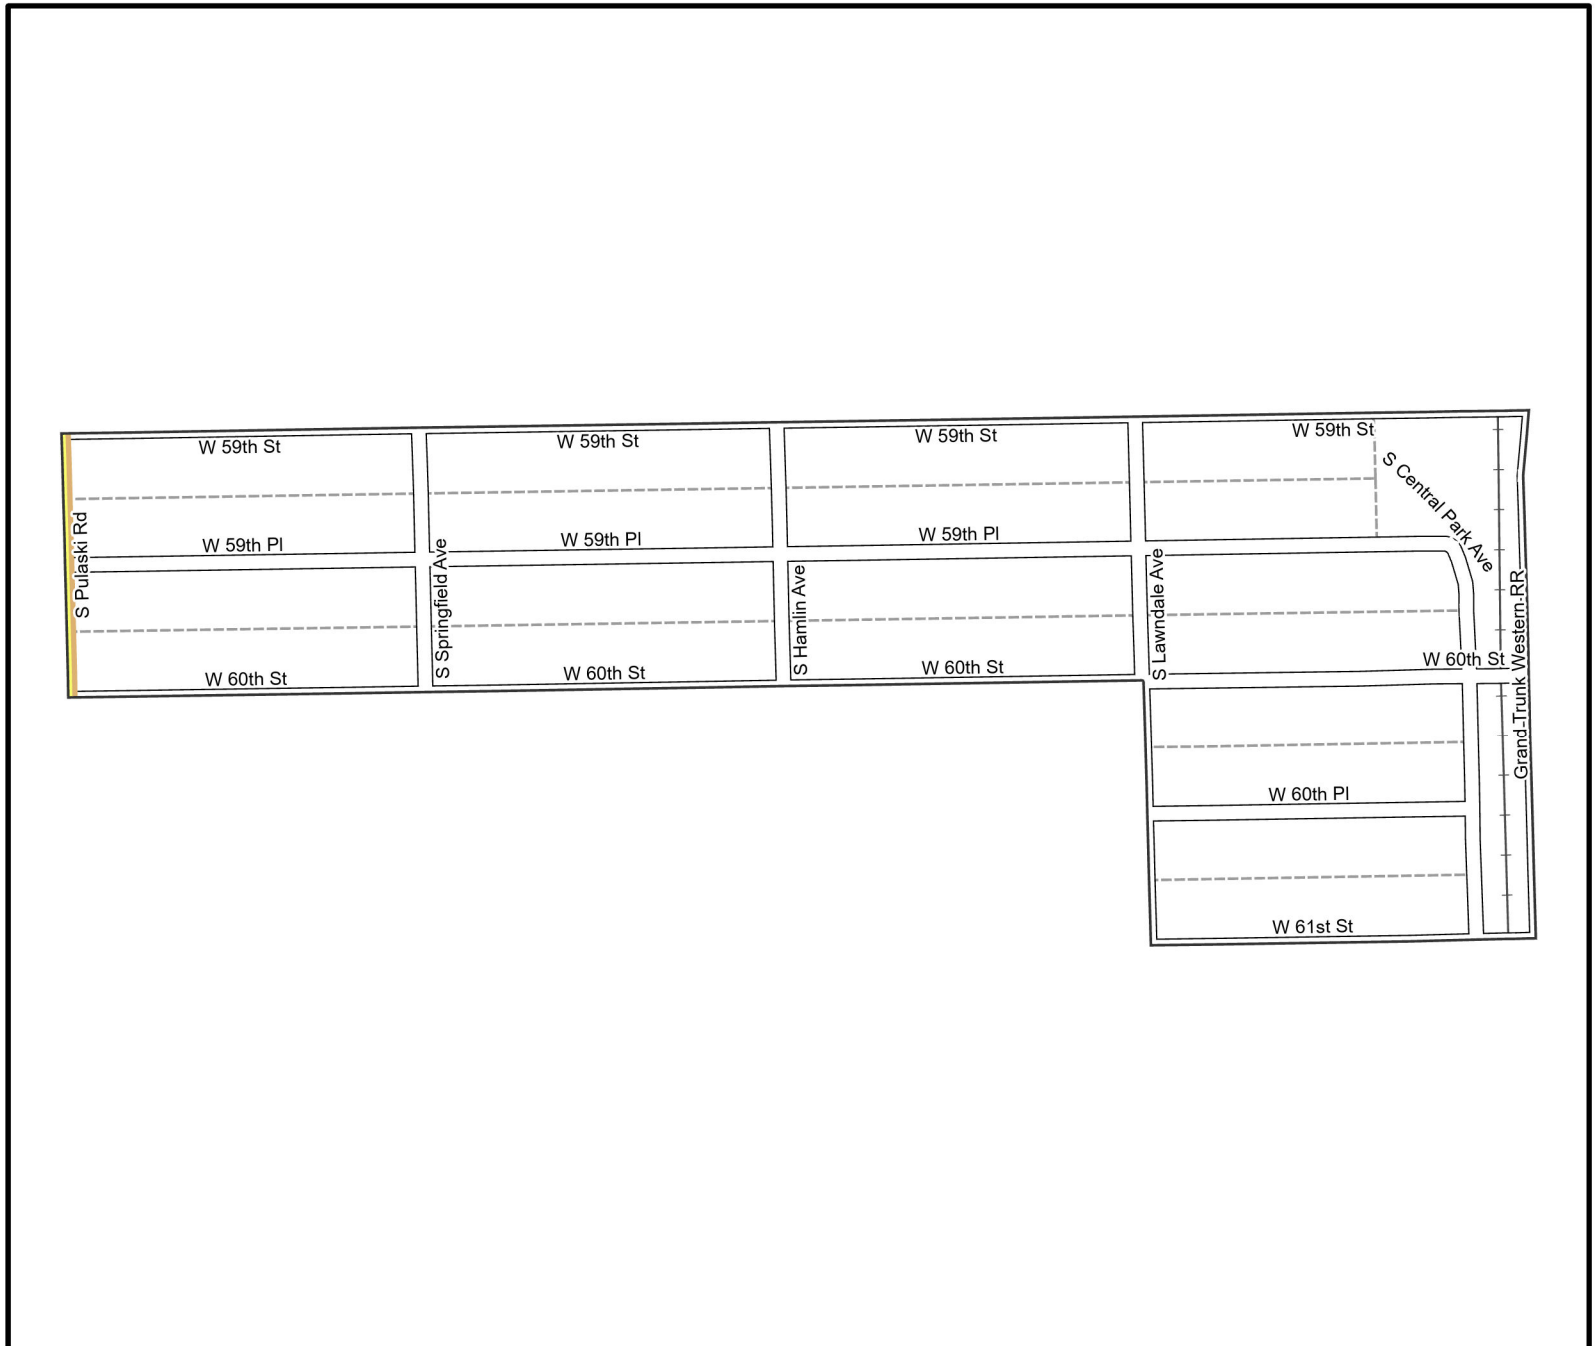 W 59th St
W 59th St
W 59th St
W 59th St
S Central Park Ave
S Pulaski Rd
W 59th Pl
S Springfield Ave
W 59th Pl
S Hamlin Ave
W 59th Pl
S Lawndale Ave
Grand Trunk Western RR
W 60th St
W 60th St
W 60th St
W 60th St
W 60th Pl
W 61st St